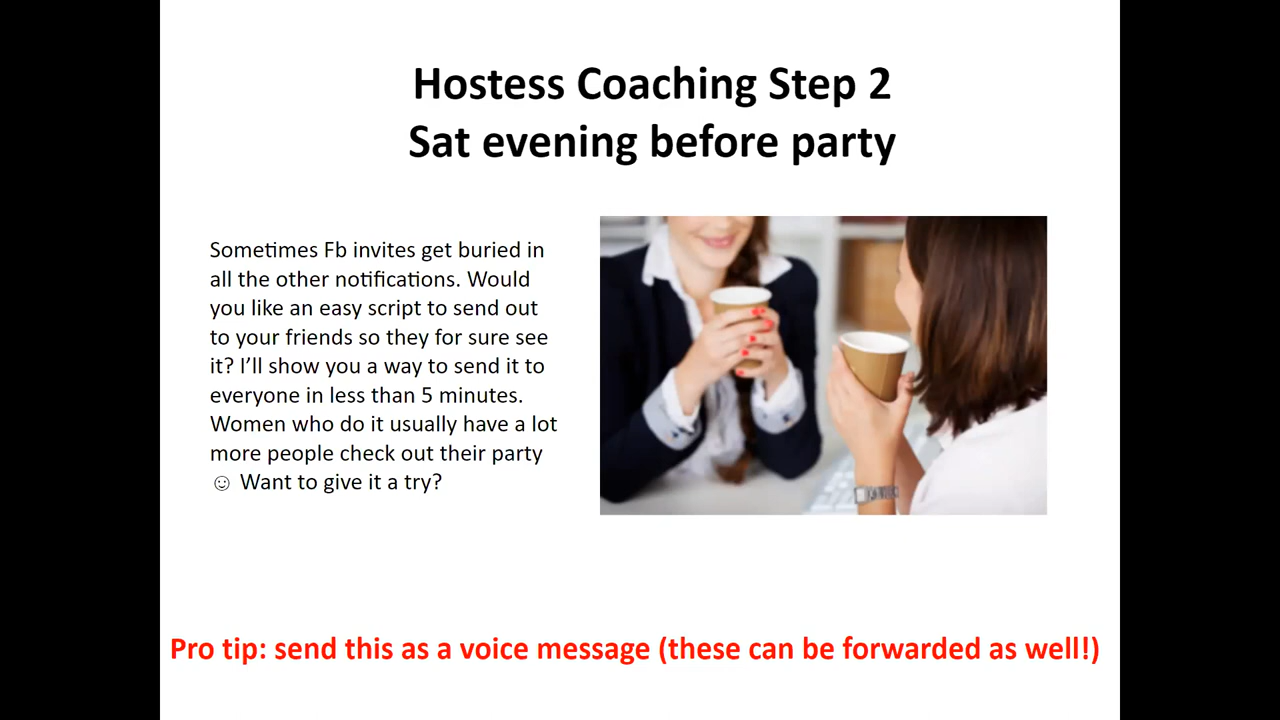 Hostess Coaching Step 2
Sat evening before party
Sometimes Fb invites get buried in
all the other notifications. Would
you like an easy script to send out
to your friends so they for sure see
it? I’ll show you a way to send it to
everyone in less than 5 minutes.
Women who do it usually have a lot
more people check out their party
☺ Want to give it a try?
Pro tip: send this as a voice message (these can be forwarded as well!)